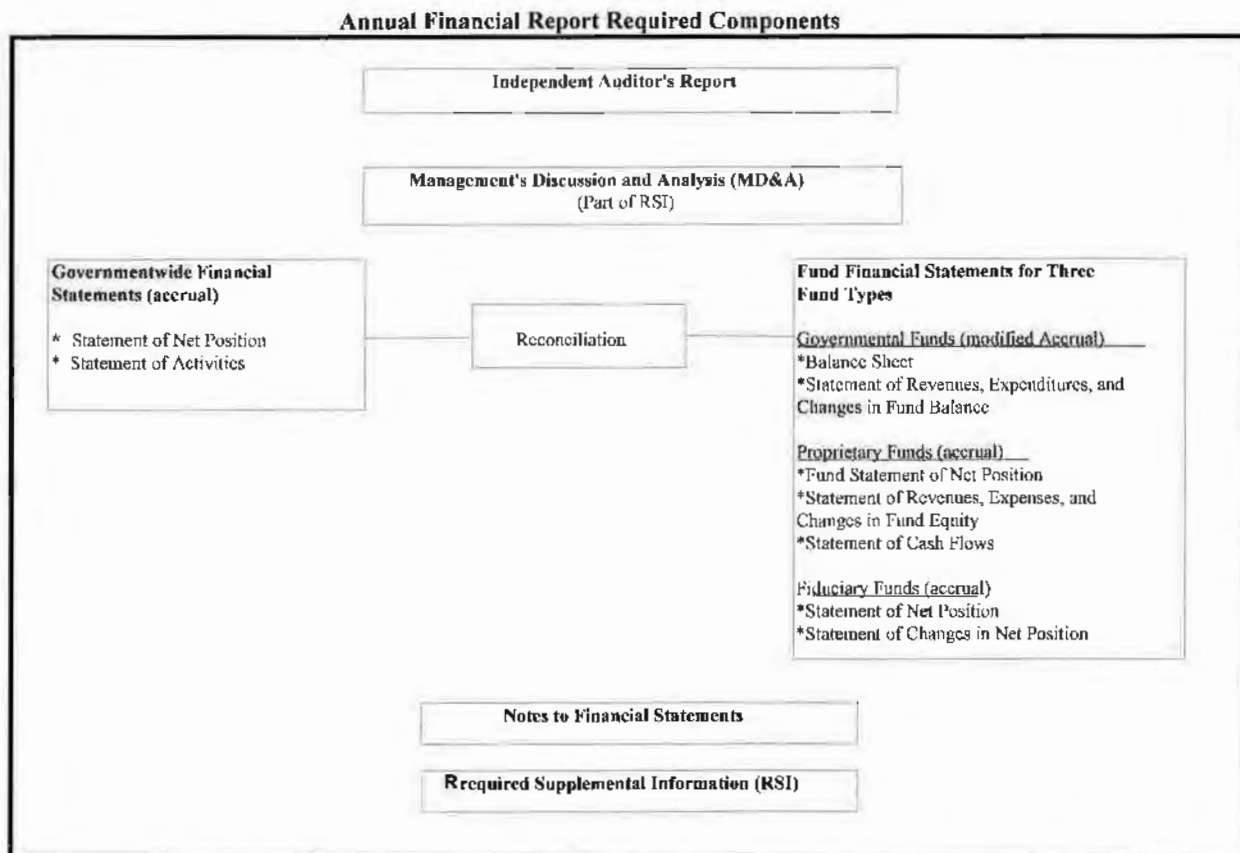 Annual Financial Report Required Components
Independent Auditor's Report
Management's Discussion and Analysis (MD&A)
(Part of RSI)
Governmentwide Financial
Statements (accrual)
* Statement of Net Position
* Statement of Activities
Reconciliation
Fund Financial Statements for Three
Fund Types
Governmental Funds (modified Accrual)
*Balance Sheet
*Statement of Revenues, Expenditures, and
Changes in Fund Balance
Proprietary Funds (accrual)
*Fund Statement of Net Position
*Statement of Revenues, Expenses, and
Changes in Fund Equity
*Statement of Cash Flows
Fiduciary Funds (accrual)
*Statement of Net Position
*Statement of Changes in Net Position
Notes to Financial Statements
Rrequired Supplemental Information (RSI)